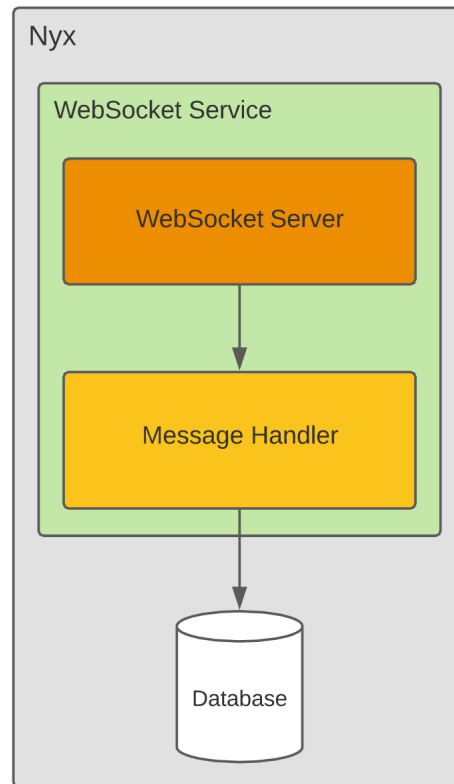 Nyx
WebSocket Service
WebSocket Server
Message Handler
Database